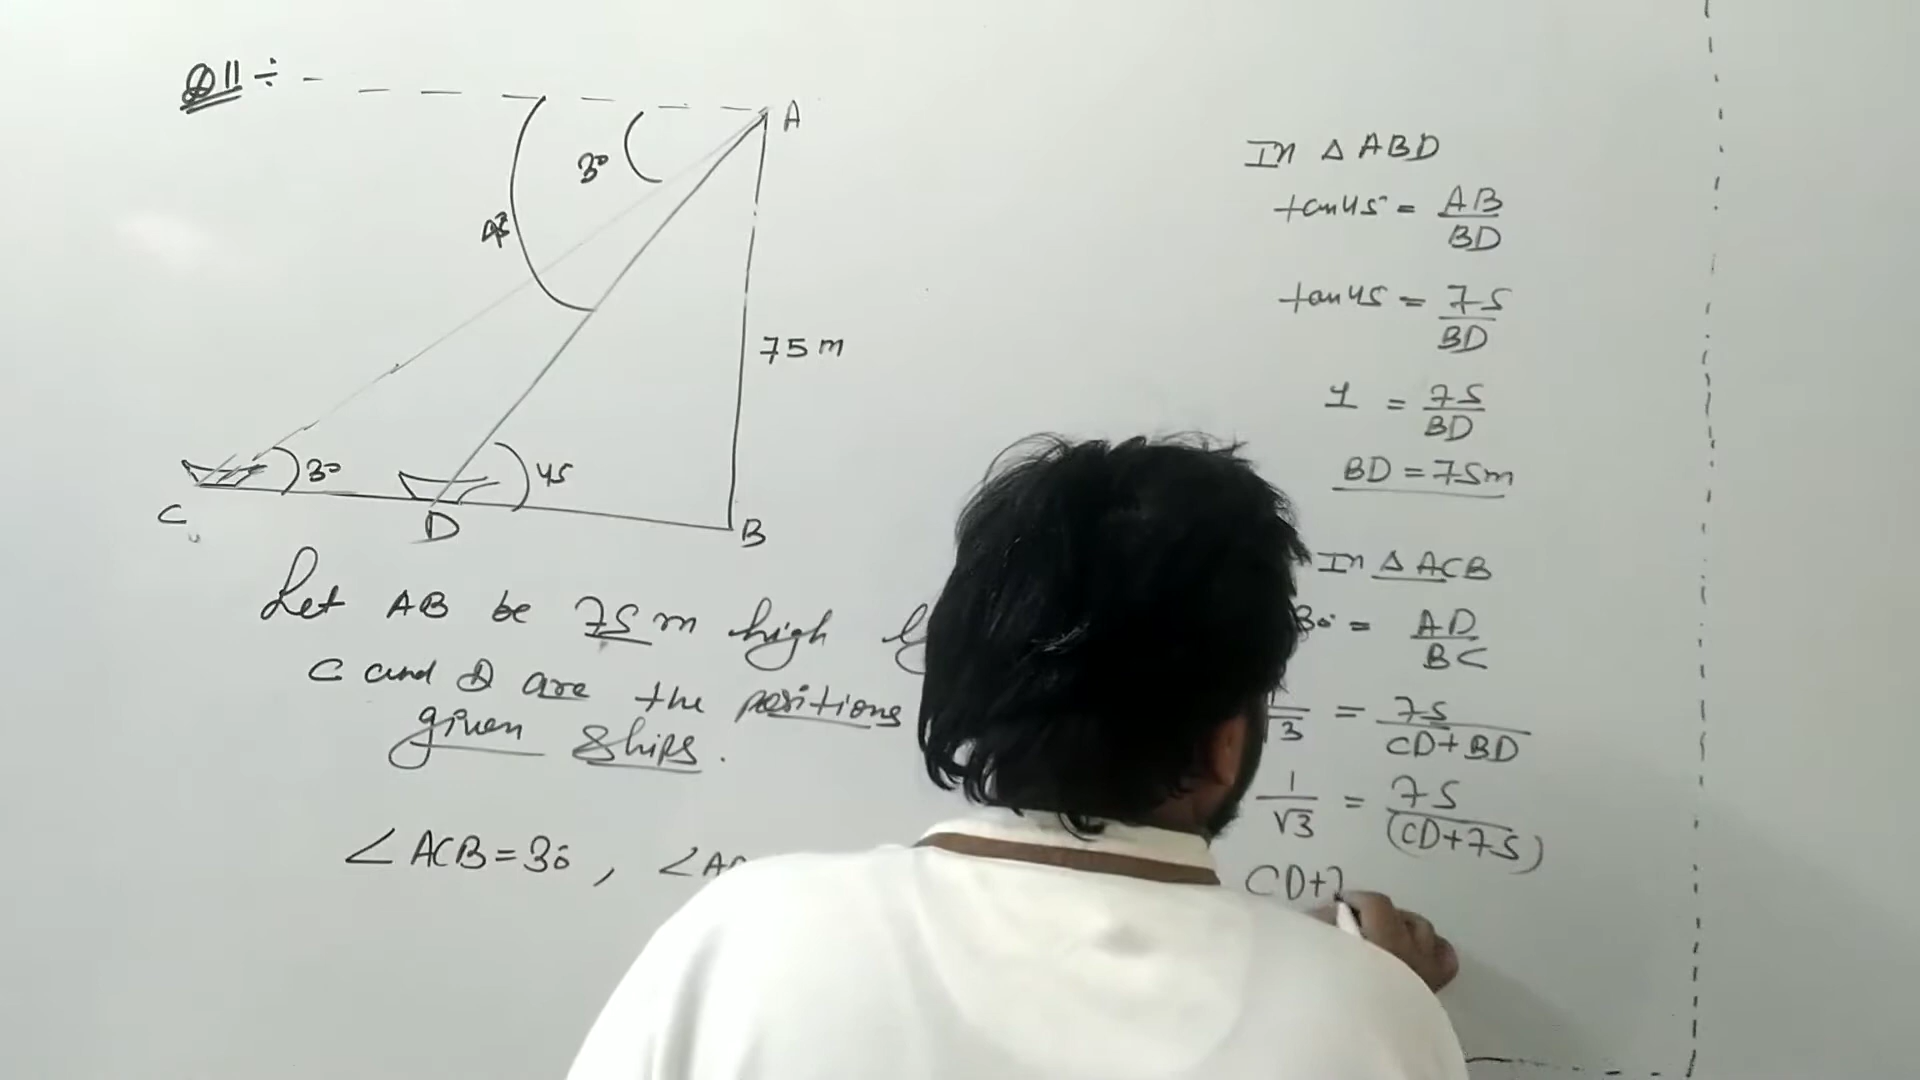 Q11 ÷ -
A
30
45
75 m
30
45
C
D
B
Let AB be 75 m high
C and D are the positions
given ships.
∠ACB=30°,
In △ ABD
tan45° = AB/BD
tan45 = 75/BD
1 = 75/BD
BD = 75m
In △ ACB
30° = AD/BC
= 75/CD+BD
1/√3 = 75/(CD+75)
CD+